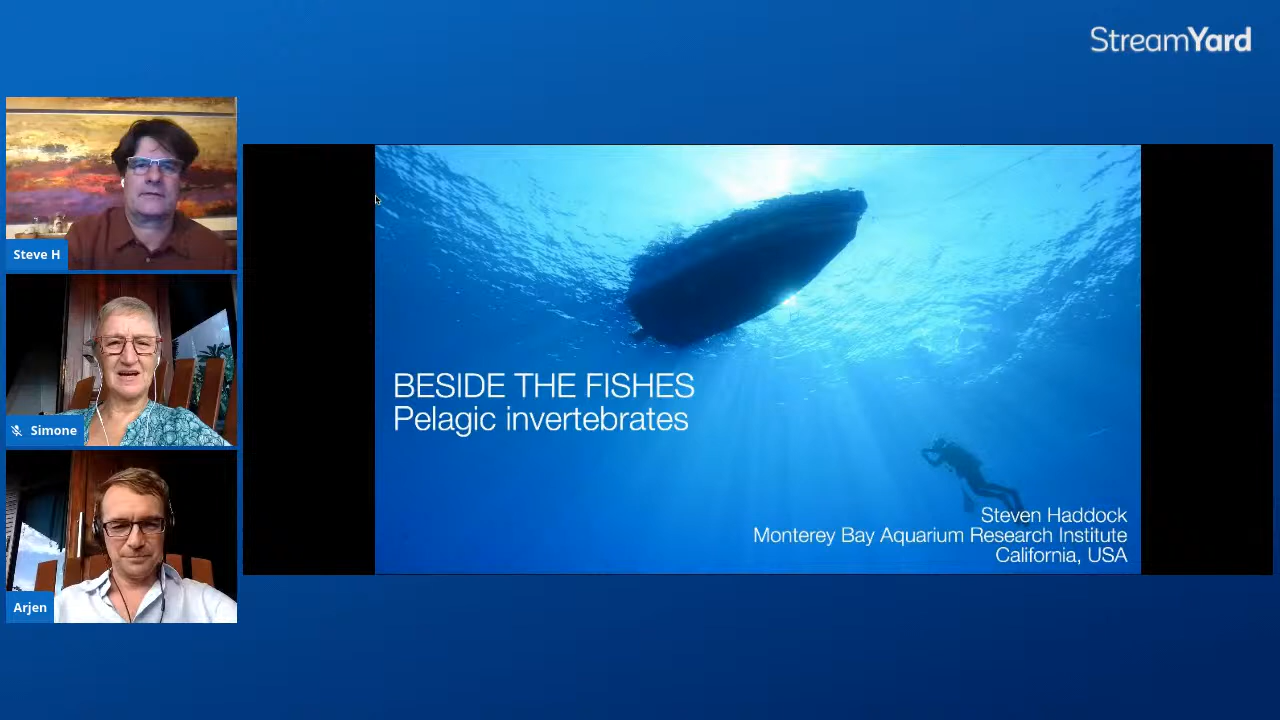 StreamYard
Steve H
Simone
Arjen
BESIDE THE FISHES
Pelagic invertebrates
Steven Haddock
Monterey Bay Aquarium Research Institute
California, USA